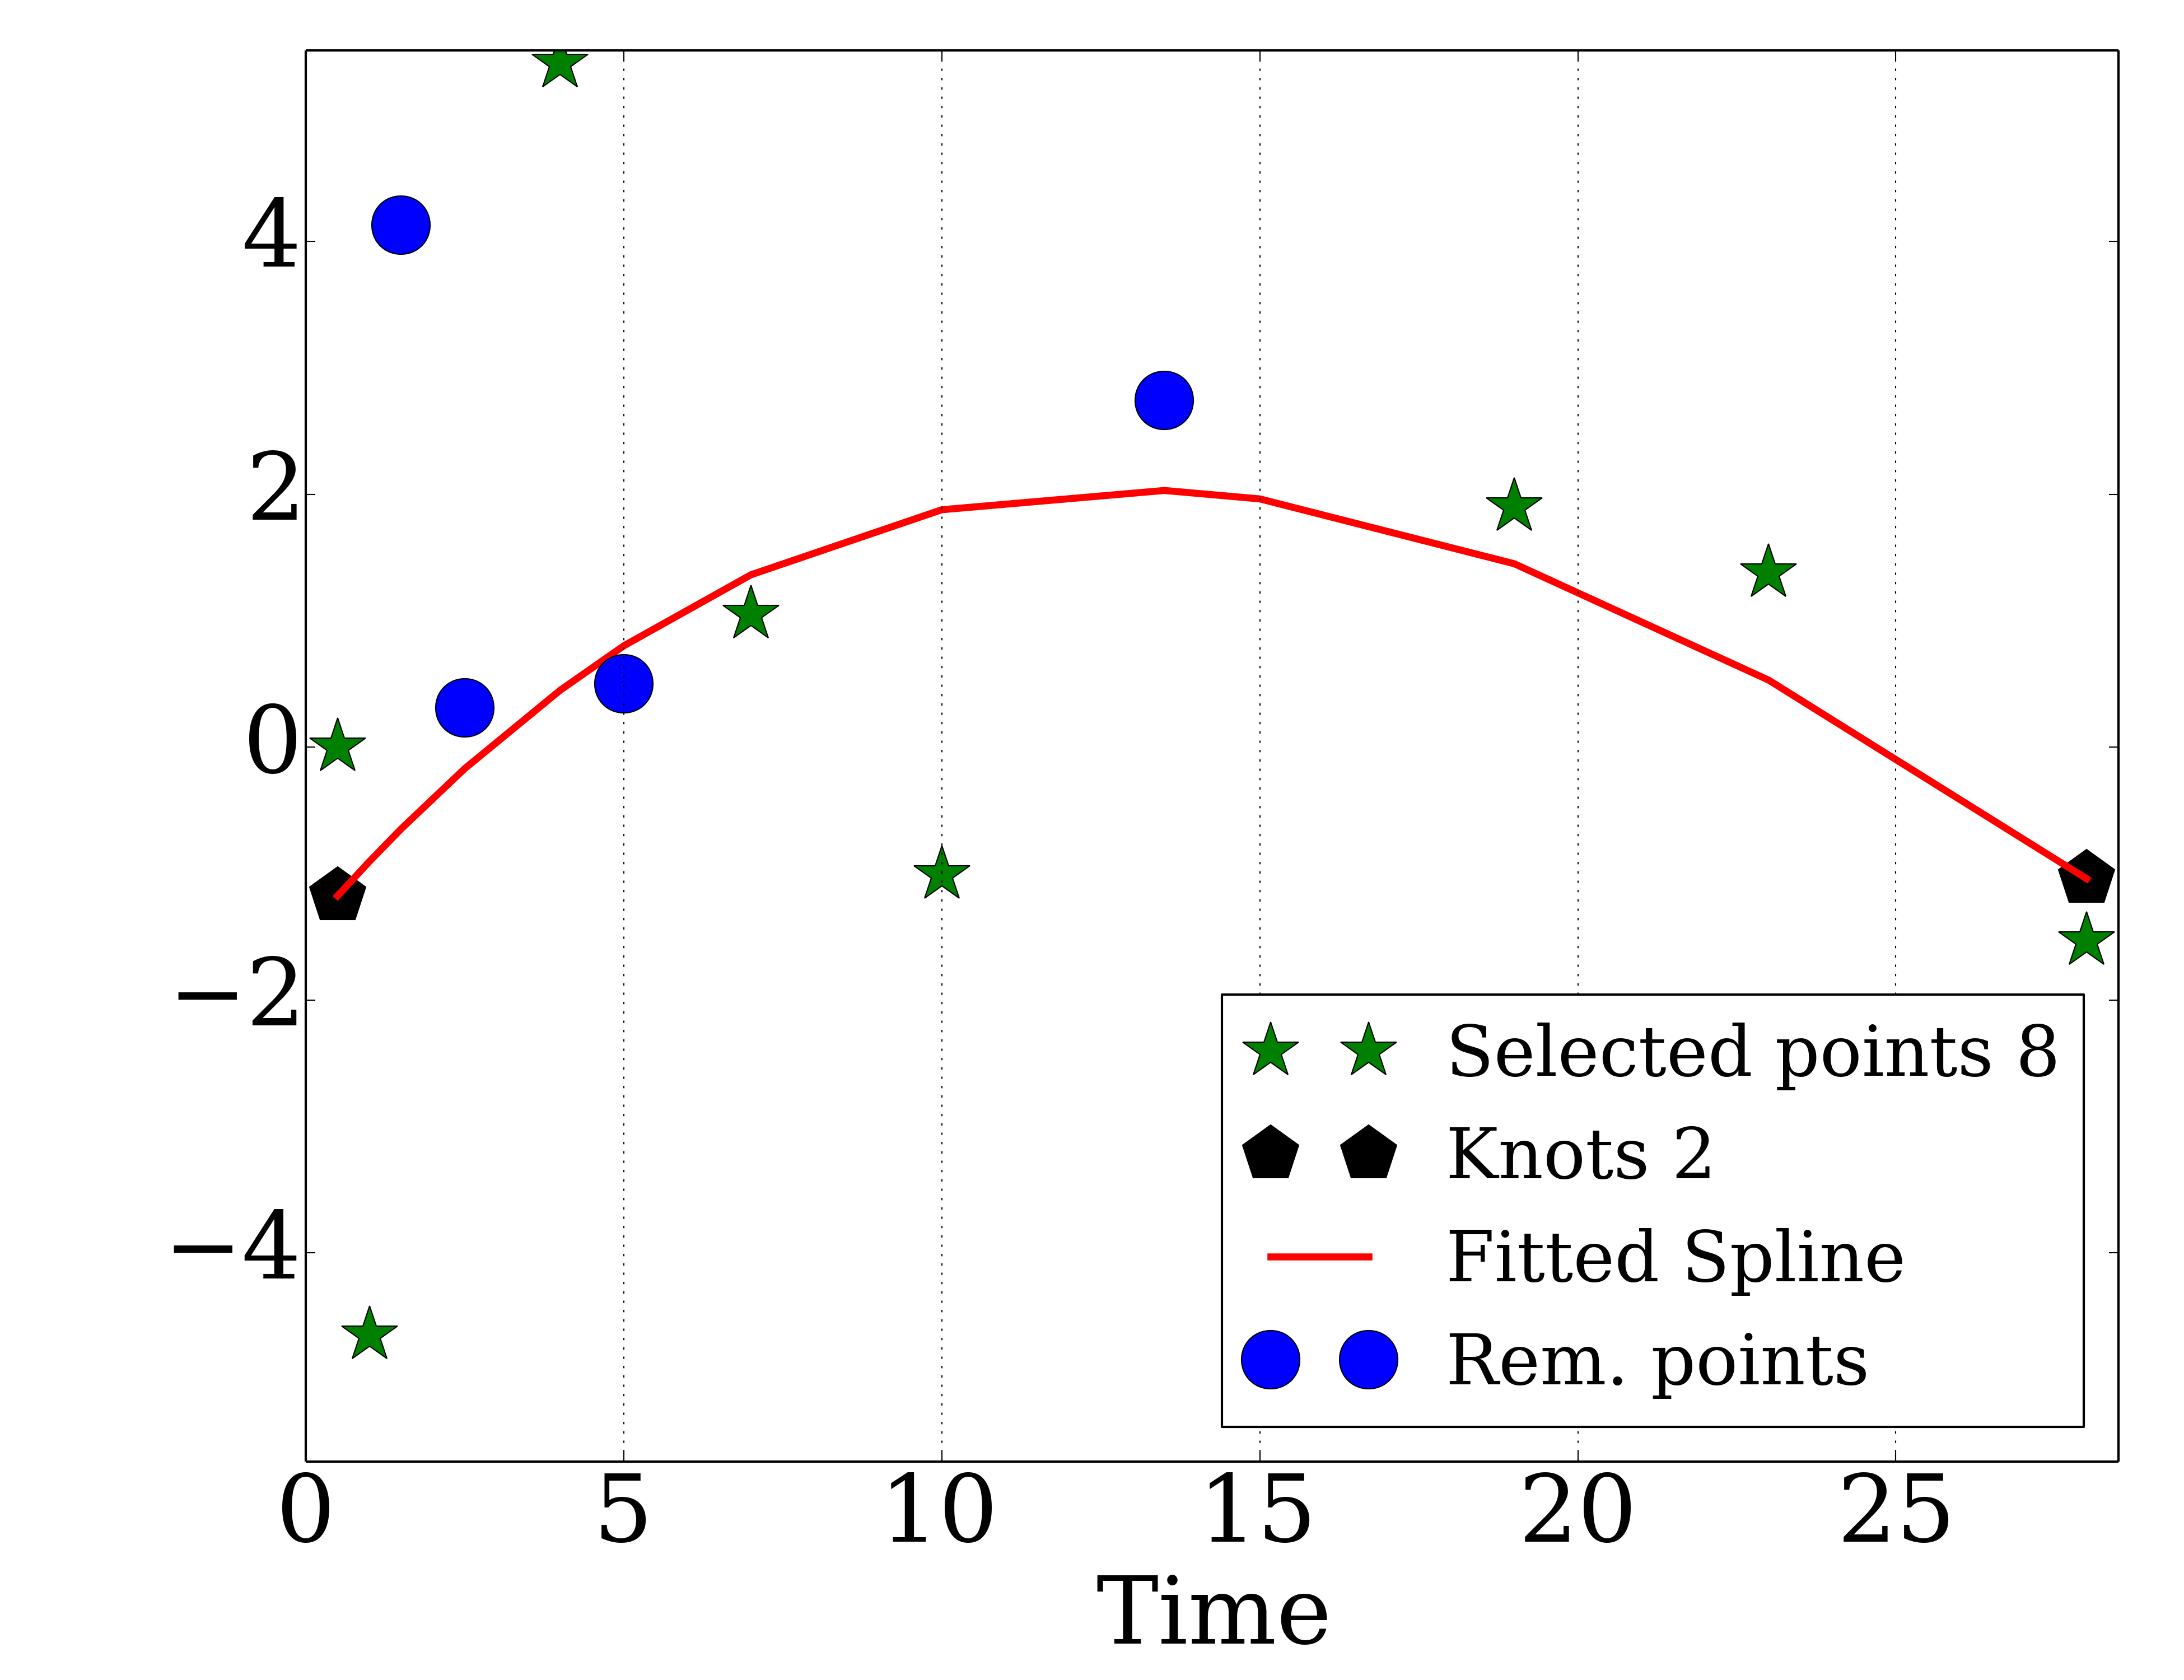 4
2
0
−2
−4
0 5 10 15 20 25
Time
Selected points 8
Knots 2
Fitted Spline
Rem. points